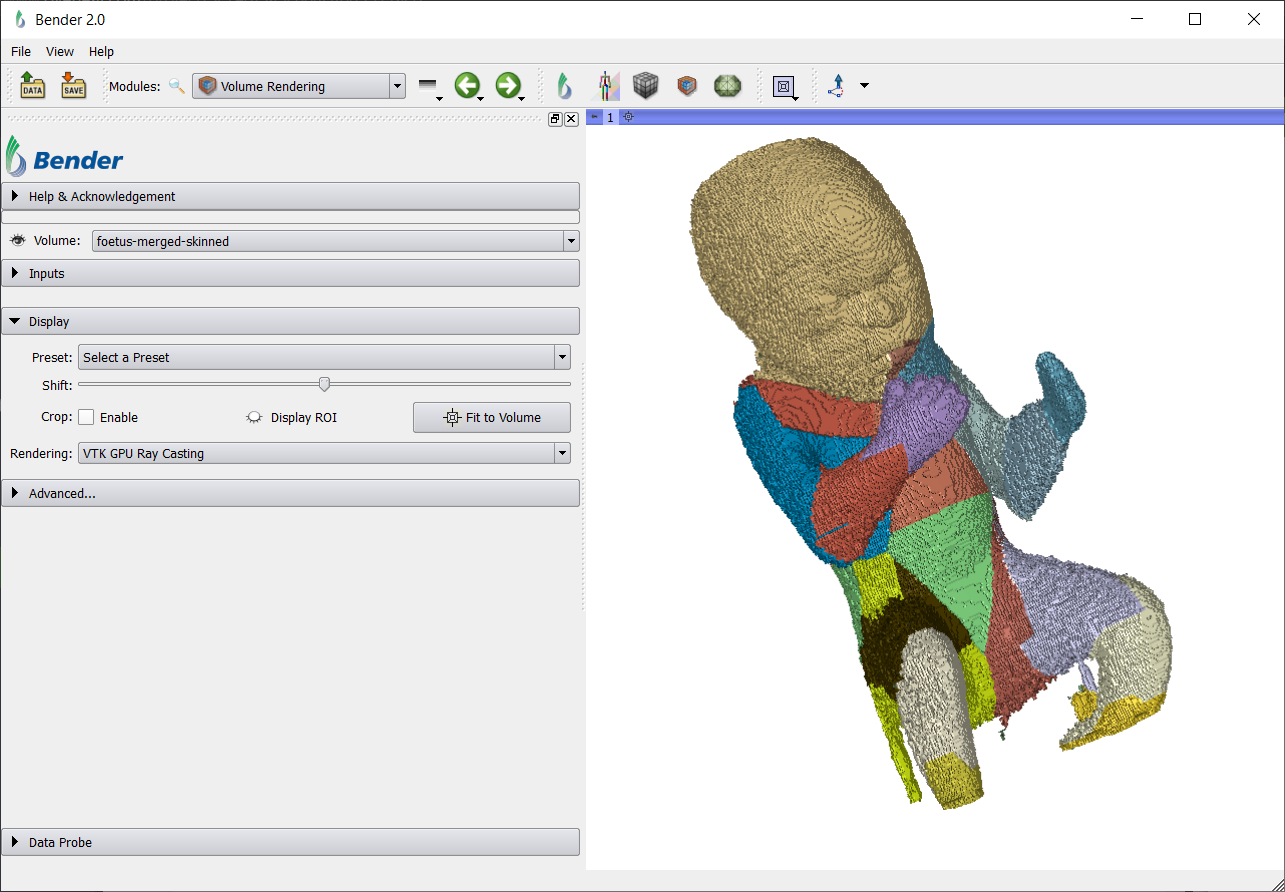 Bender 2.0
File View Help
DATA SAVE Modules: Volume Rendering
1
Bender
Help & Acknowledgement
Volume: foetus-merged-skinned
Inputs
Display
Preset: Select a Preset
Shift:
Crop: Enable Display ROI Fit to Volume
Rendering: VTK GPU Ray Casting
Advanced...
Data Probe